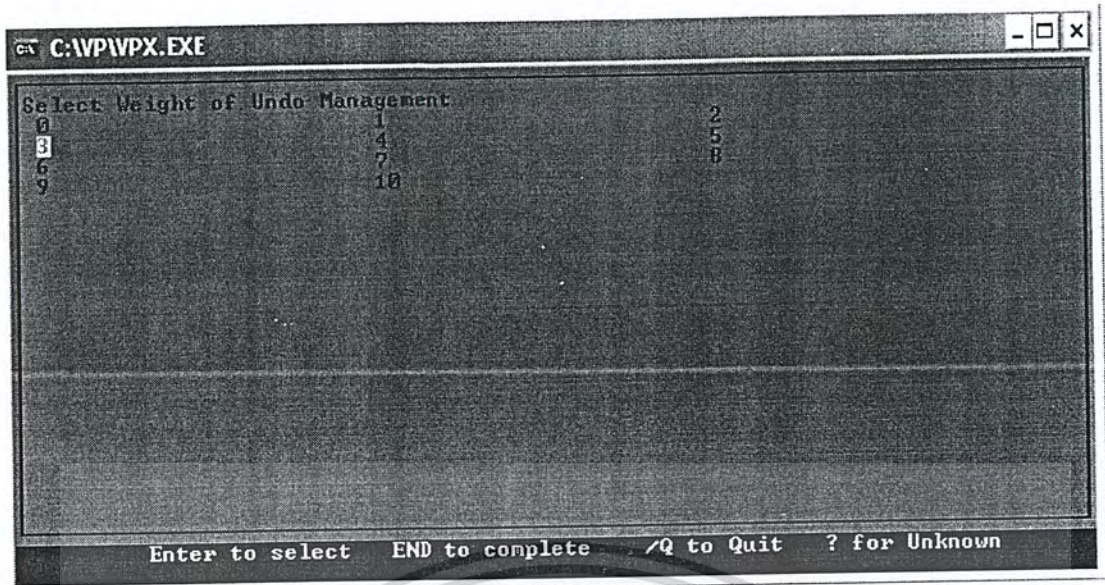 C:\VP\VPX.EXE
Select Weight of Undo Management
0 1 2
3 4 5
6 7 8
9 10
Enter to select END to complete /Q to Quit ? for Unknown